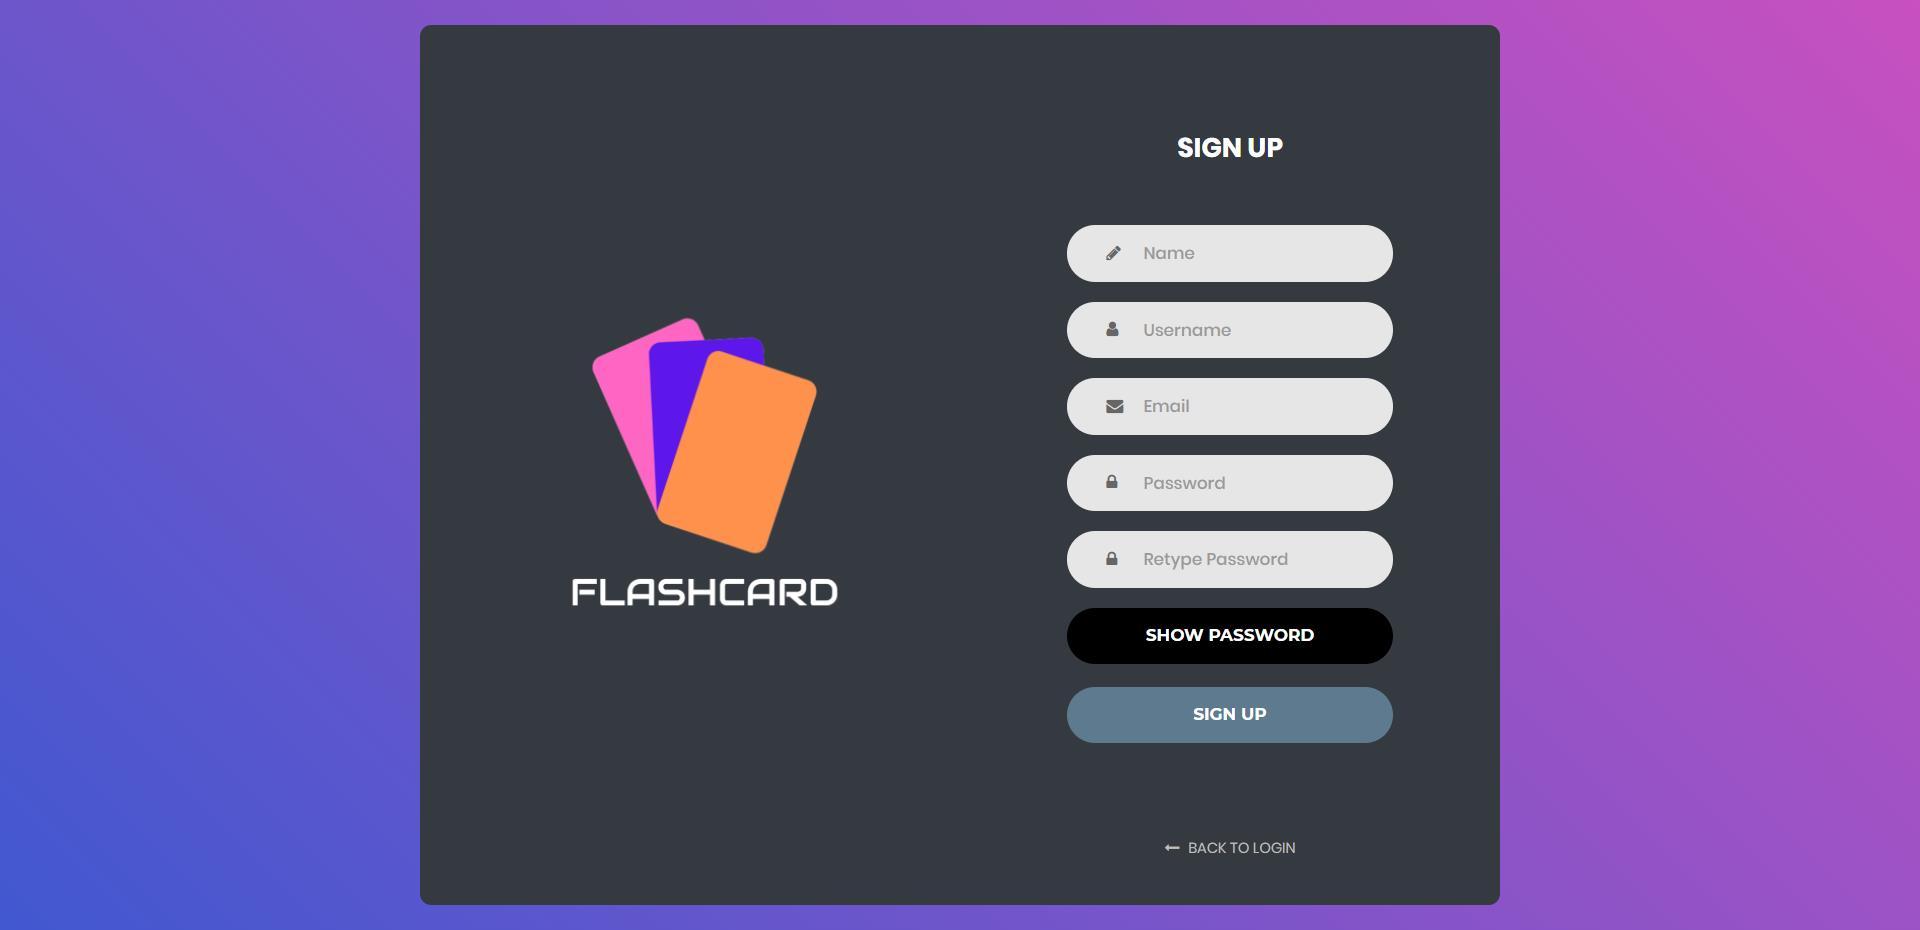 SIGN UP
Name
Username
Email
Password
Retype Password
SHOW PASSWORD
SIGN UP
BACK TO LOGIN
FLASHCARD